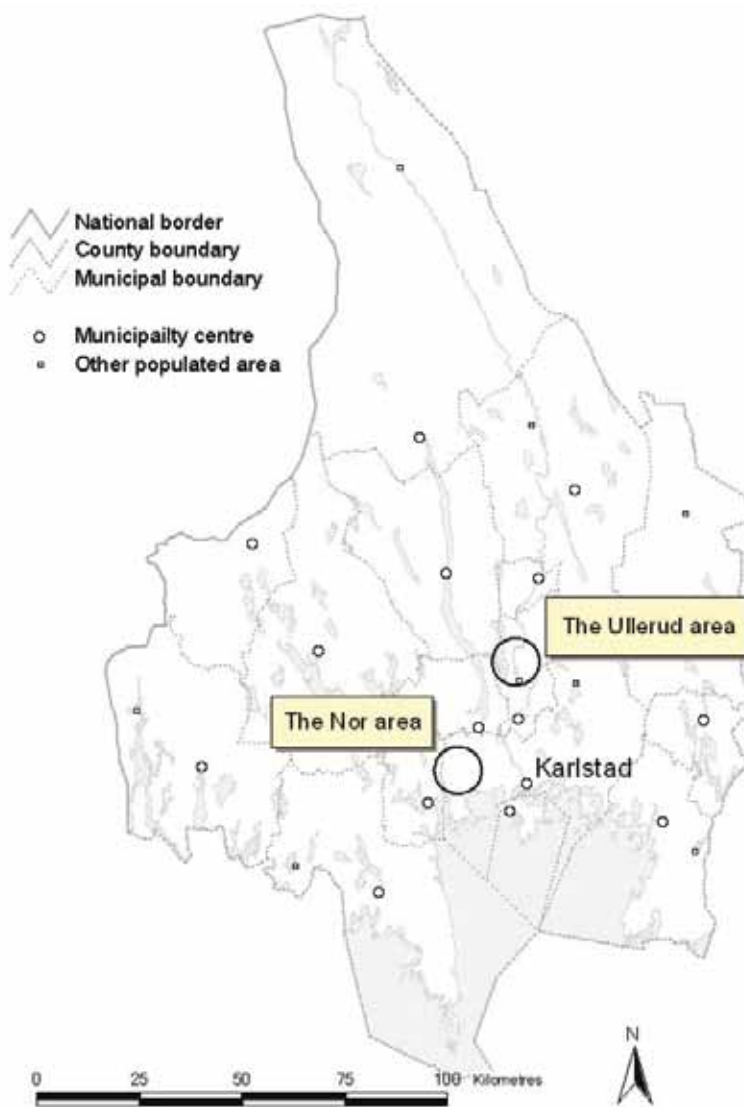 National border
County boundary
Municipal boundary
Municipailty centre
Other populated area
The Ullerud area
The Nor area
Karlstad
N
0 25 50 75 100 Kilometres